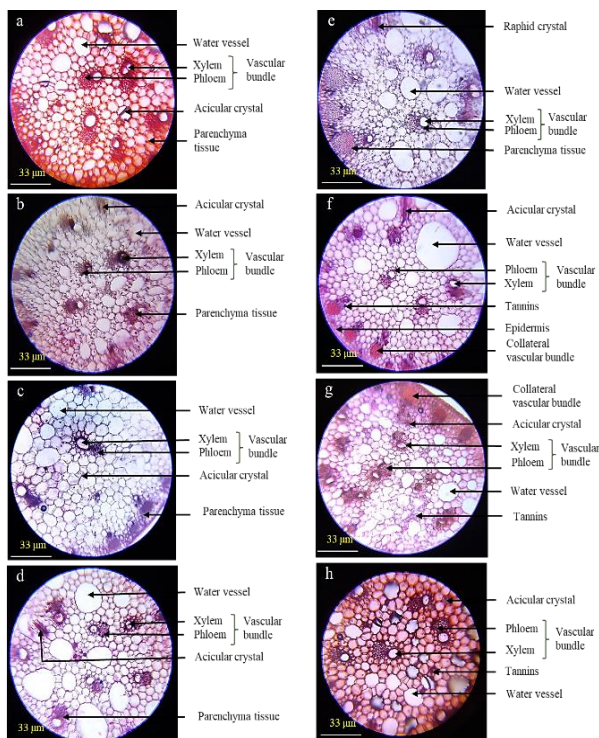 a
Water vessel
Xylem
Phloem
Vascular
bundle
Acicular crystal
Parenchyma
tissue
33 µm
b
Acicular crystal
Water vessel
Xylem
Phloem
Vascular
bundle
Parenchyma tissue
33 µm
c
Water vessel
Xylem
Phloem
Vascular
bundle
Acicular crystal
Parenchyma tissue
33 µm
d
Water vessel
Xylem
Phloem
Vascular
bundle
Acicular crystal
Parenchyma tissue
33 µm
e
Raphid crystal
Water vessel
Xylem
Phloem
Vascular
bundle
Parenchyma tissue
33 µm
f
Acicular crystal
Water vessel
Phloem
Xylem
Vascular
bundle
Tannins
Epidermis
Collateral
vascular bundle
33 µm
g
Collateral
vascular bundle
Acicular crystal
Xylem
Phloem
Vascular
bundle
Water vessel
Tannins
33 µm
h
Acicular crystal
Phloem
Xylem
Vascular
bundle
Tannins
Water vessel
33 µm